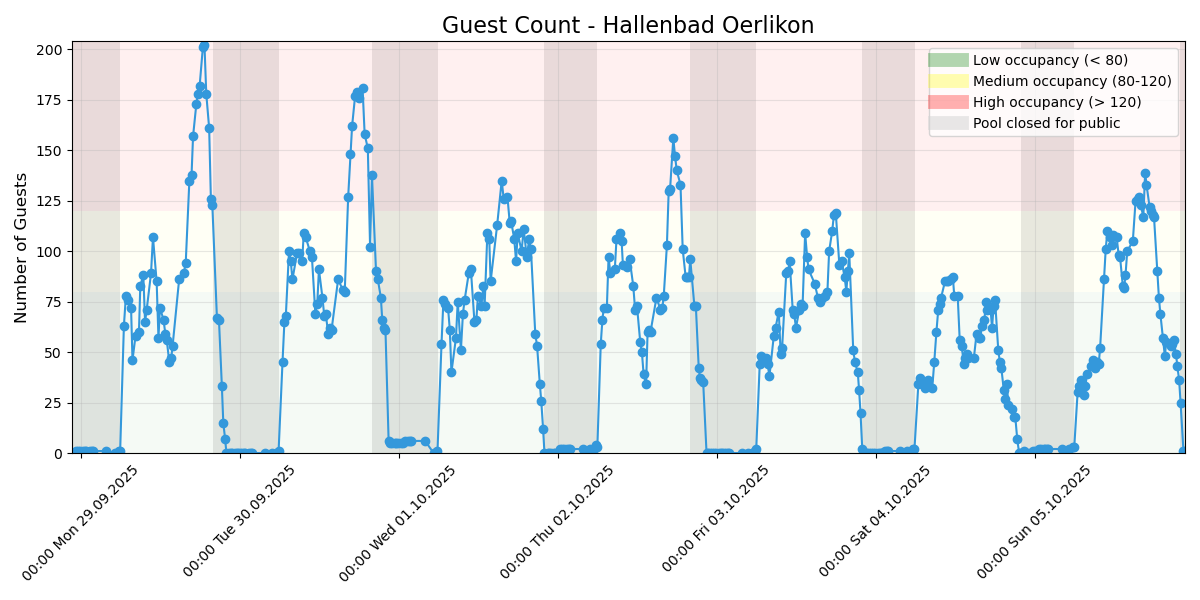 Guest Count - Hallenbad Oerlikon
Number of Guests
200
175
150
125
100
75
50
25
0
Low occupancy (< 80)
Medium occupancy (80-120)
High occupancy (> 120)
Pool closed for public
00:00 Mon 29.09.2025
00:00 Tue 30.09.2025
00:00 Wed 01.10.2025
00:00 Thu 02.10.2025
00:00 Fri 03.10.2025
00:00 Sat 04.10.2025
00:00 Sun 05.10.2025